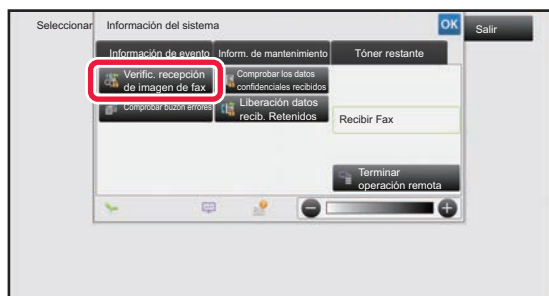 Seleccionar
Información del sistema
OK
Salir
Información de evento
Inform. de mantenimiento
Tóner restante
Verific. recepción
de imagen de fax
Comprobar los datos
confidenciales recibidos
Comprobar buzón errores
Liberación datos
recib. Retenidos
Recibir Fax
Terminar
operación remota